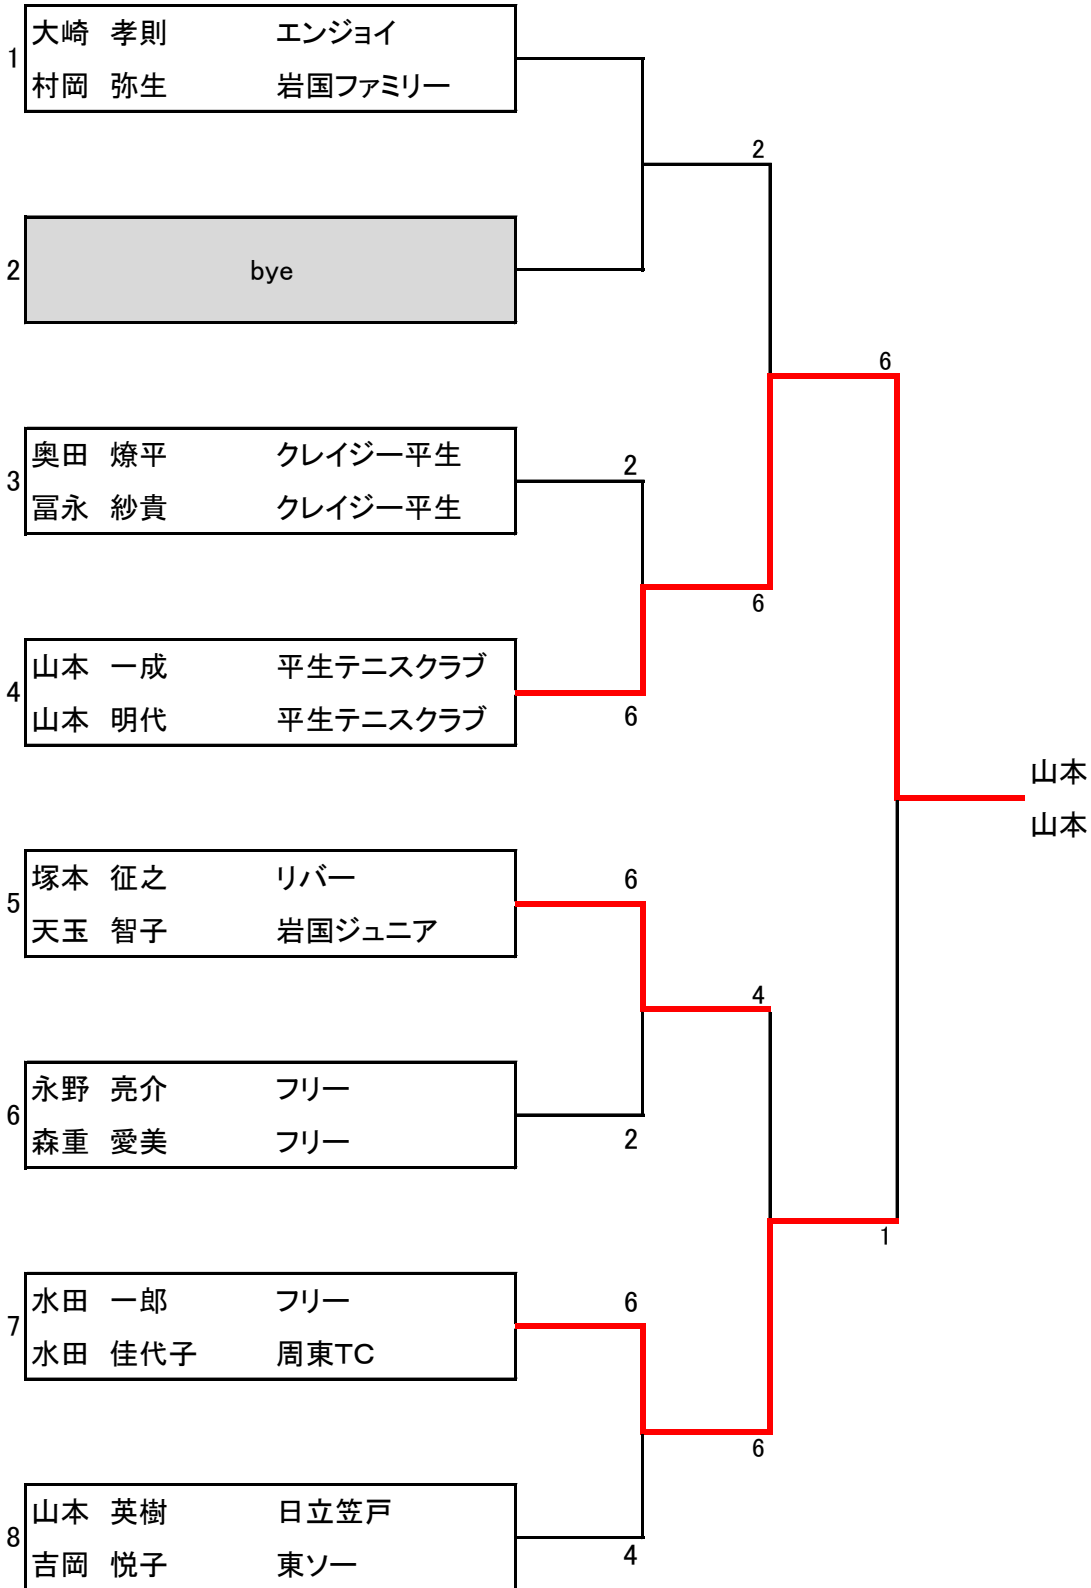 1 大崎 孝則 エンジョイ
村岡 弥生 岩国ファミリー
2
2 bye
6
3 奥田 燎平 クレイジー平生 2
冨永 紗貴 クレイジー平生
6
4 山本 一成 平生テニスクラブ
山本 明代 平生テニスクラブ 6
山本
山本
5 塚本 征之 リバー 6
天玉 智子 岩国ジュニア
4
6 永野 亮介 フリー
森重 愛美 フリー 2
1
7 水田 一郎 フリー 6
水田 佳代子 周東TC
6
8 山本 英樹 日立笠戸
吉岡 悦子 東ソー 4